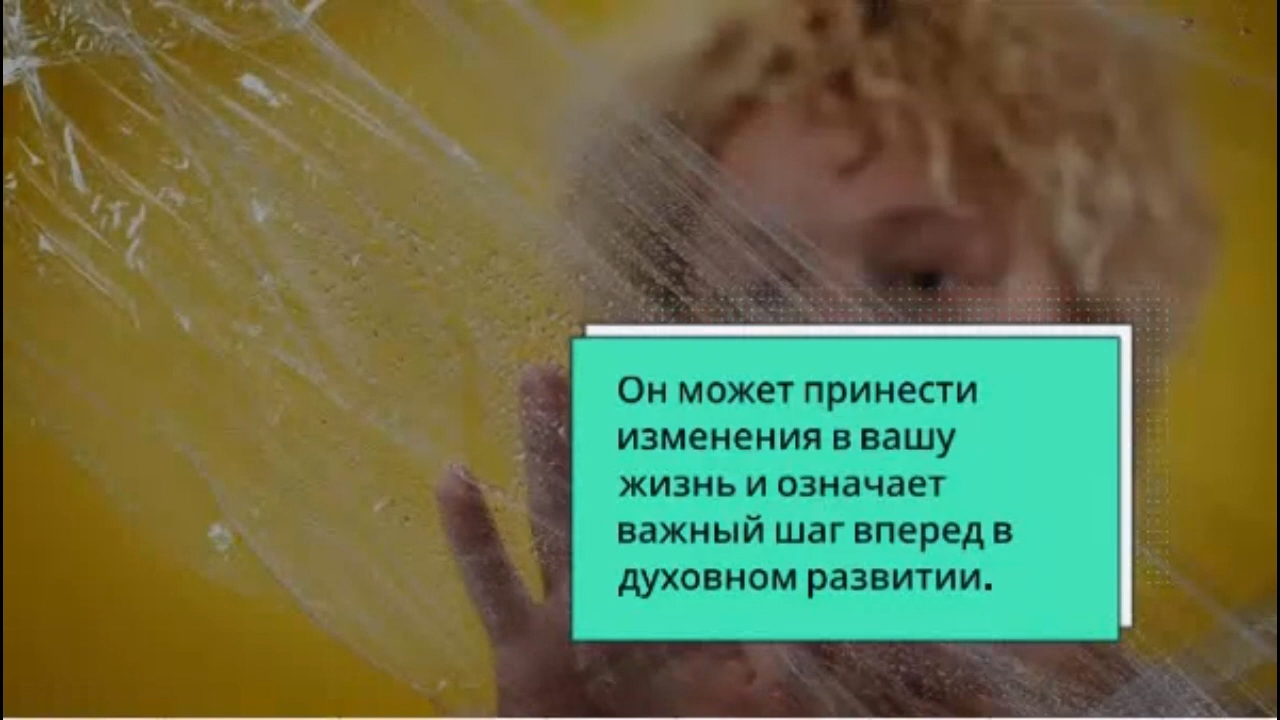 Он может принести
изменения в вашу
жизнь и означает
важный шаг вперед в
духовном развитии.